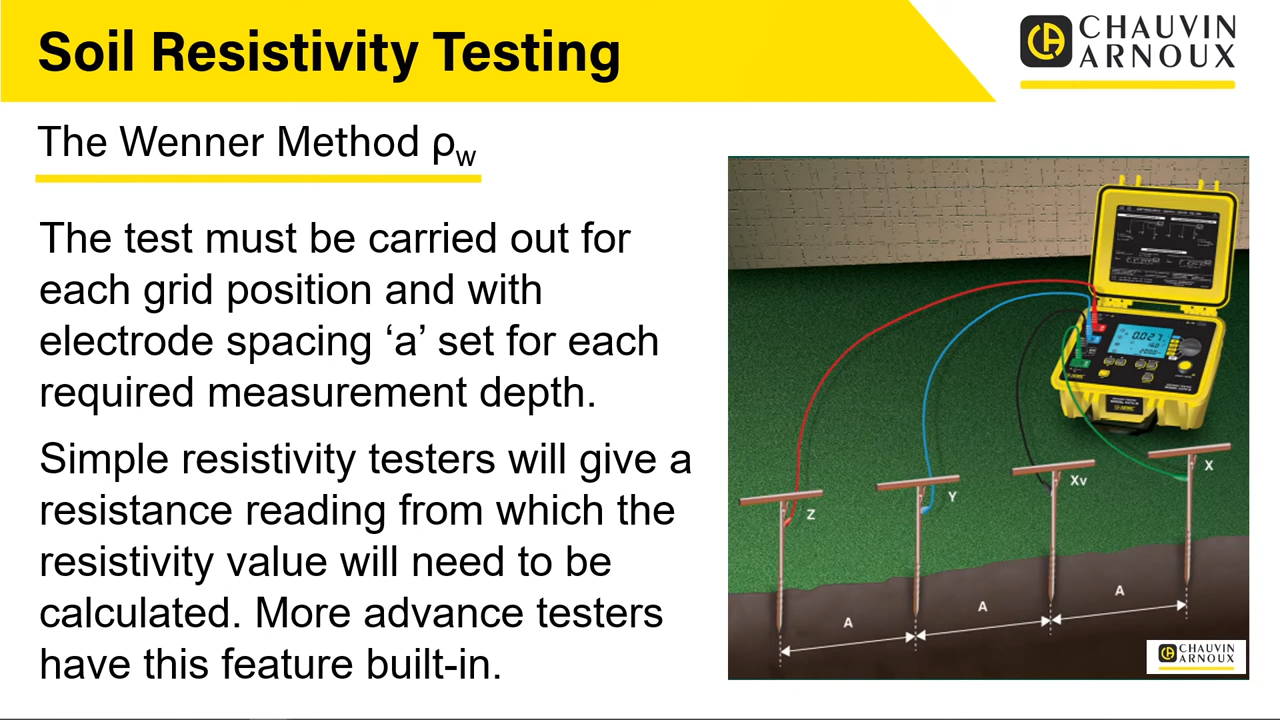 Soil Resistivity Testing
CHAUVIN
ARNOUX
The Wenner Method ρw
The test must be carried out for
each grid position and with
electrode spacing ‘a’ set for each
required measurement depth.
Simple resistivity testers will give a
resistance reading from which the
resistivity value will need to be
calculated. More advance testers
have this feature built-in.
0.027
Z
Y
Xv
X
A
A
A
CHAUVIN
ARNOUX